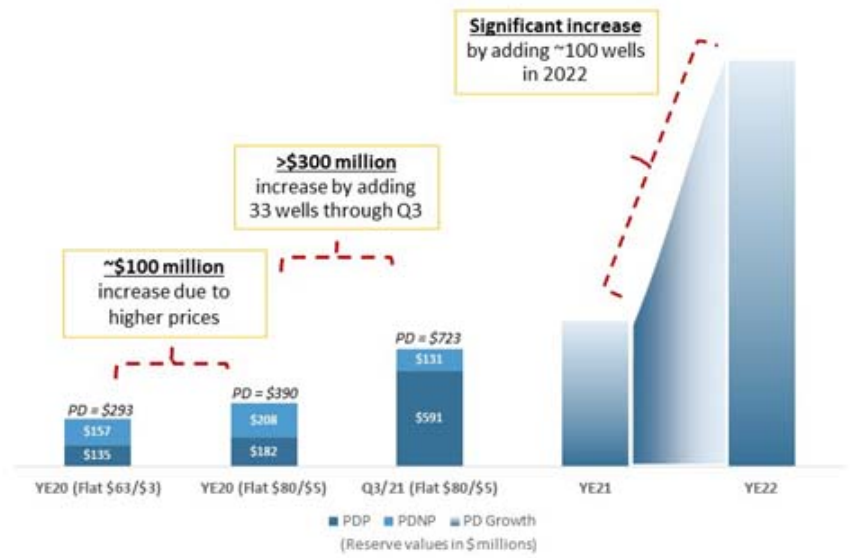 Significant increase
by adding ~100 wells
in 2022
>$300 million
increase by adding
33 wells through Q3
~$100 million
increase due to
higher prices
PD = $293
$157
$135
PD = $390
$208
$182
PD = $723
$131
$591
YE20 (Flat $63/$3)
YE20 (Flat $80/$5)
Q3/21 (Flat $80/$5)
YE21
YE22
PDP
PDNP
PD Growth
(Reserve values in $ millions)